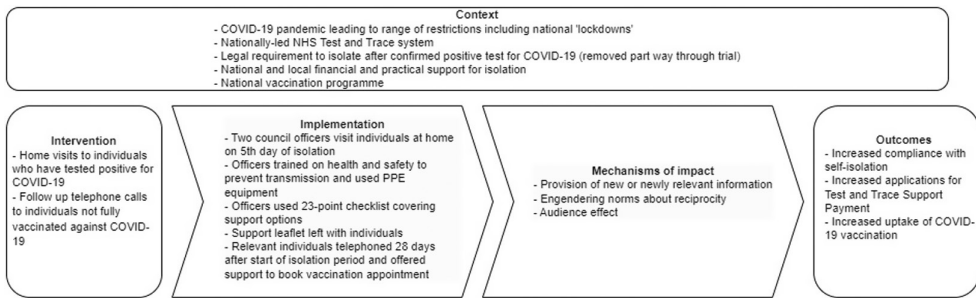 Context
- COVID-19 pandemic leading to range of restrictions including national 'lockdowns'
- Nationally-led NHS Test and Trace system
- Legal requirement to isolate after confirmed positive test for COVID-19 (removed part way through trial)
- National and local financial and practical support for isolation
- National vaccination programme
Intervention
- Home visits to individuals
who have tested positive for
COVID-19
- Follow up telephone calls
to individuals not fully
vaccinated against COVID-
19
Implementation
- Two council officers visit individuals at home
on 5th day of isolation
- Officers trained on health and safety to
prevent transmission and used PPE
equipment
- Officers used 23-point checklist covering
support options
- Support leaflet left with individuals
- Relevant individuals telephoned 28 days
after start of isolation period and offered
support to book vaccination appointment
Mechanisms of impact
- Provision of new or newly relevant information
- Engendering norms about reciprocity
- Audience effect
Outcomes
- Increased compliance with
self-isolation
- Increased applications for
Test and Trace Support
Payment
- Increased uptake of COVID-
19 vaccination